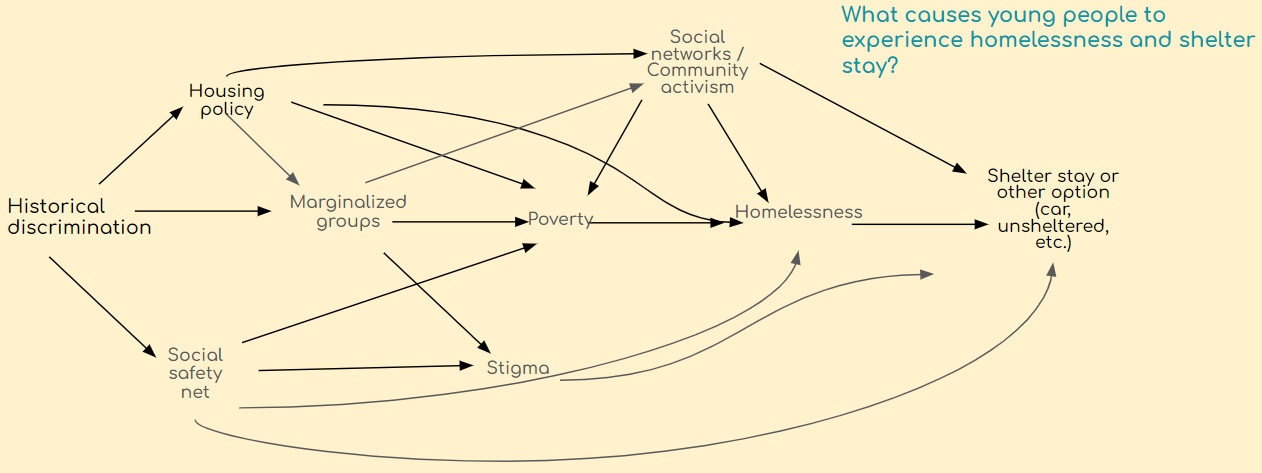 What causes young people to
experience homelessness and shelter
stay?
Social
networks /
Community
activism
Housing
policy
Historical
discrimination
Marginalized
groups
Poverty
Homelessness
Shelter stay or
other option
(car,
unsheltered,
etc.)
Social
safety
net
Stigma